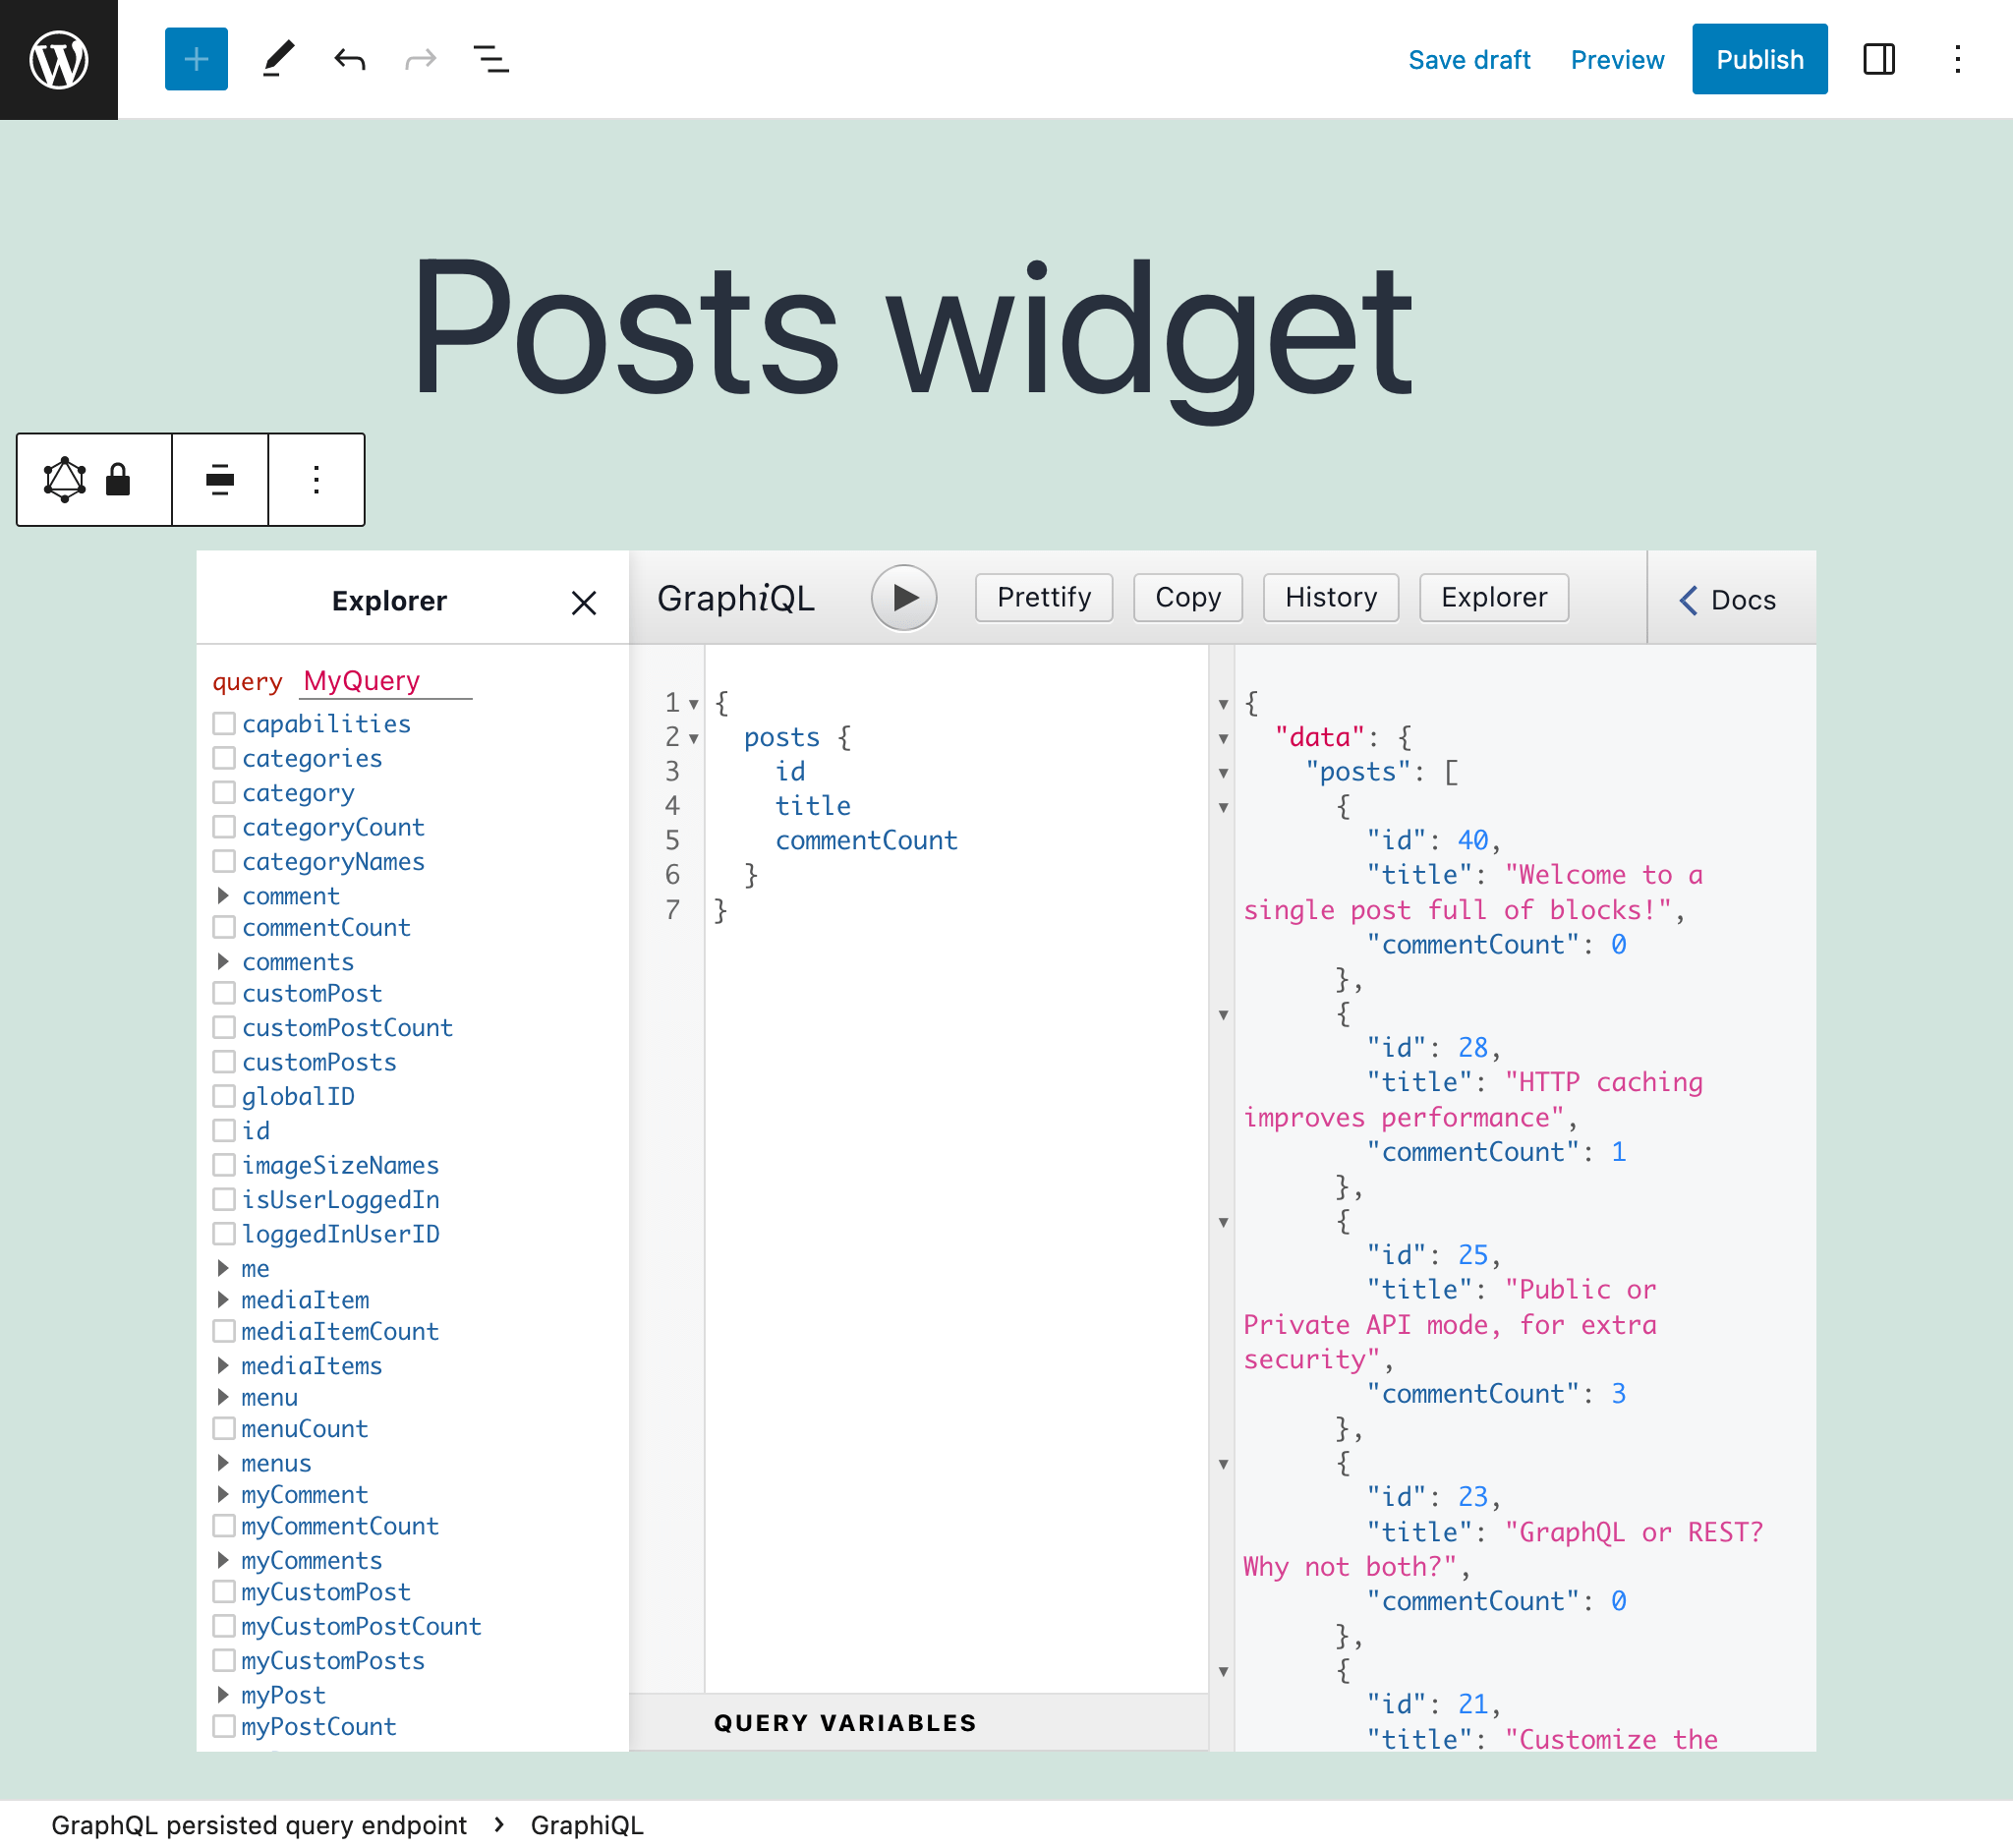 Save draft
Preview
Publish
Posts widget
Explorer
query MyQuery
capabilities
categories
category
categoryCount
categoryNames
comment
commentCount
comments
customPost
customPostCount
customPosts
globalID
id
imageSizeNames
isUserLoggedIn
loggedInUserID
me
mediaItem
mediaItemCount
mediaItems
menu
menuCount
menus
myComment
myCommentCount
myComments
myCustomPost
myCustomPostCount
myCustomPosts
myPost
myPostCount
GraphiQL
Prettify
Copy
History
Explorer
Docs
1 {
2 posts {
3 id
4 title
5 commentCount
6 }
7 }
QUERY VARIABLES
{
"data": {
"posts": [
{
"id": 40,
"title": "Welcome to a
single post full of blocks!",
"commentCount": 0
},
{
"id": 28,
"title": "HTTP caching
improves performance",
"commentCount": 1
},
{
"id": 25,
"title": "Public or
Private API mode, for extra
security",
"commentCount": 3
},
{
"id": 23,
"title": "GraphQL or REST?
Why not both?",
"commentCount": 0
},
{
"id": 21,
"title": "Customize the
GraphQL persisted query endpoint › GraphiQL